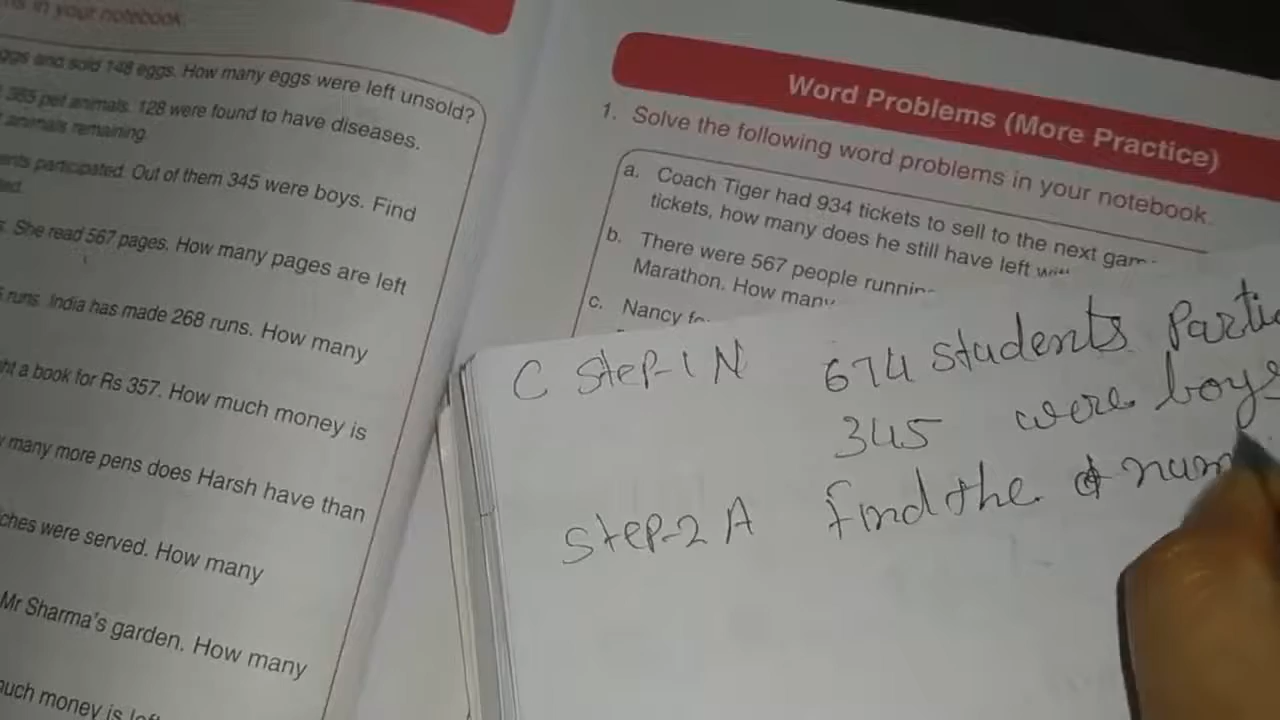 in your notebook.
eggs and sold 148 eggs. How many eggs were left unsold?
365 pet animals. 128 were found to have diseases.
animals remaining.
participated. Out of them 345 were boys. Find
She read 567 pages. How many pages are left
runs. India has made 268 runs. How many
a book for Rs 357. How much money is
many more pens does Harsh have than
were served. How many
Mr Sharma's garden. How many
much money is left
Word Problems (More Practice)
1. Solve the following word problems in your notebook.
a. Coach Tiger had 934 tickets to sell to the next game
tickets, how many does he still have left
b. There were 567 people running
Marathon. How many
c. Nancy
C Step-1 N 674 students Partic
345 were boys
Step-2 A find the num